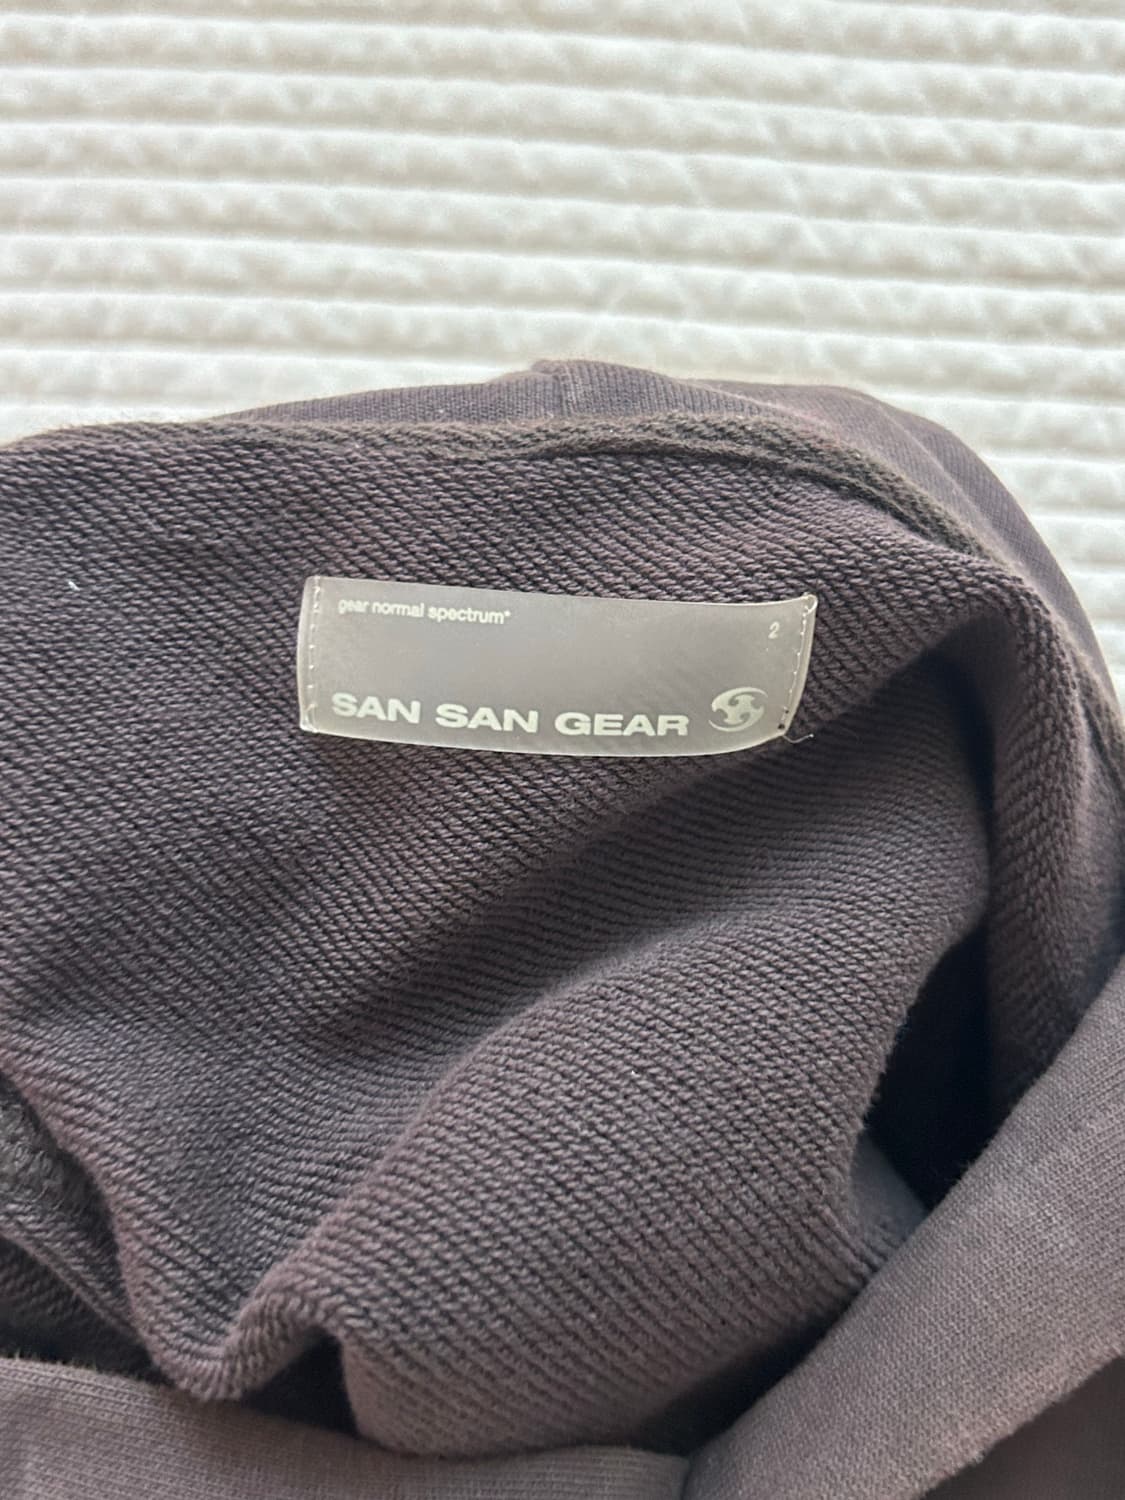 gear normal spectrum*
2
SAN SAN GEAR